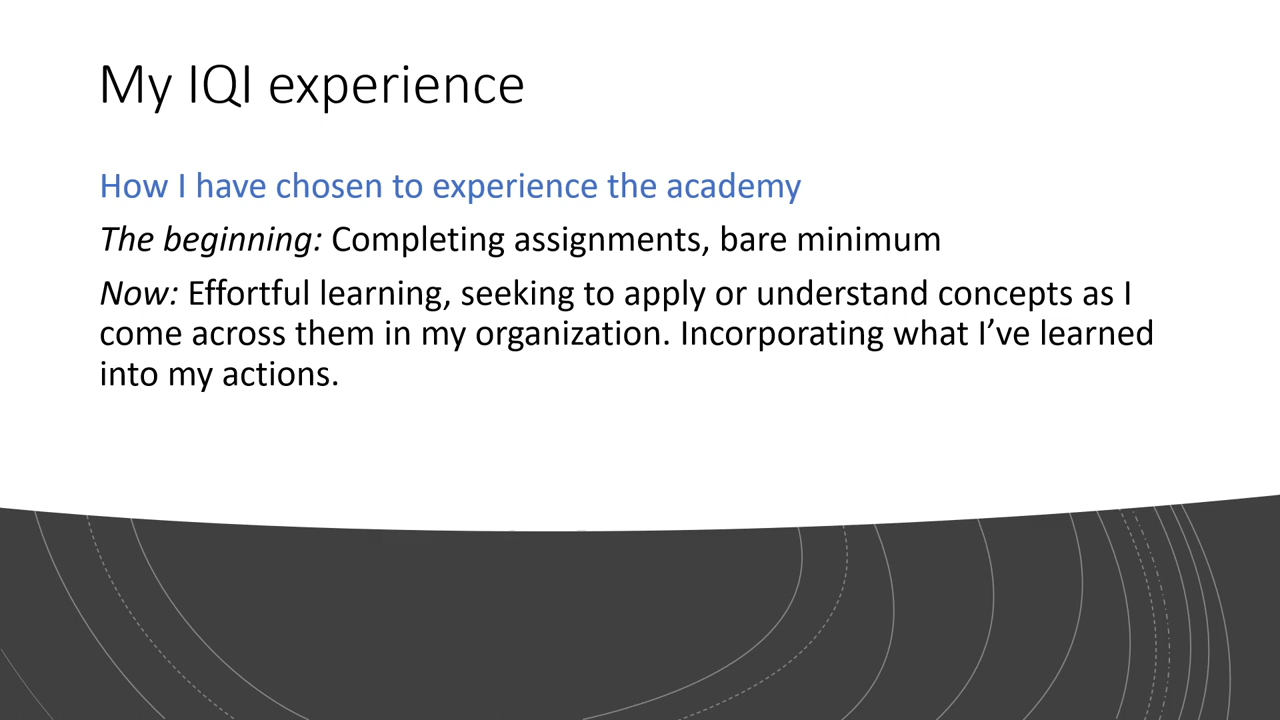 My IQI experience
How I have chosen to experience the academy
The beginning: Completing assignments, bare minimum
Now: Effortful learning, seeking to apply or understand concepts as I
come across them in my organization. Incorporating what I’ve learned
into my actions.